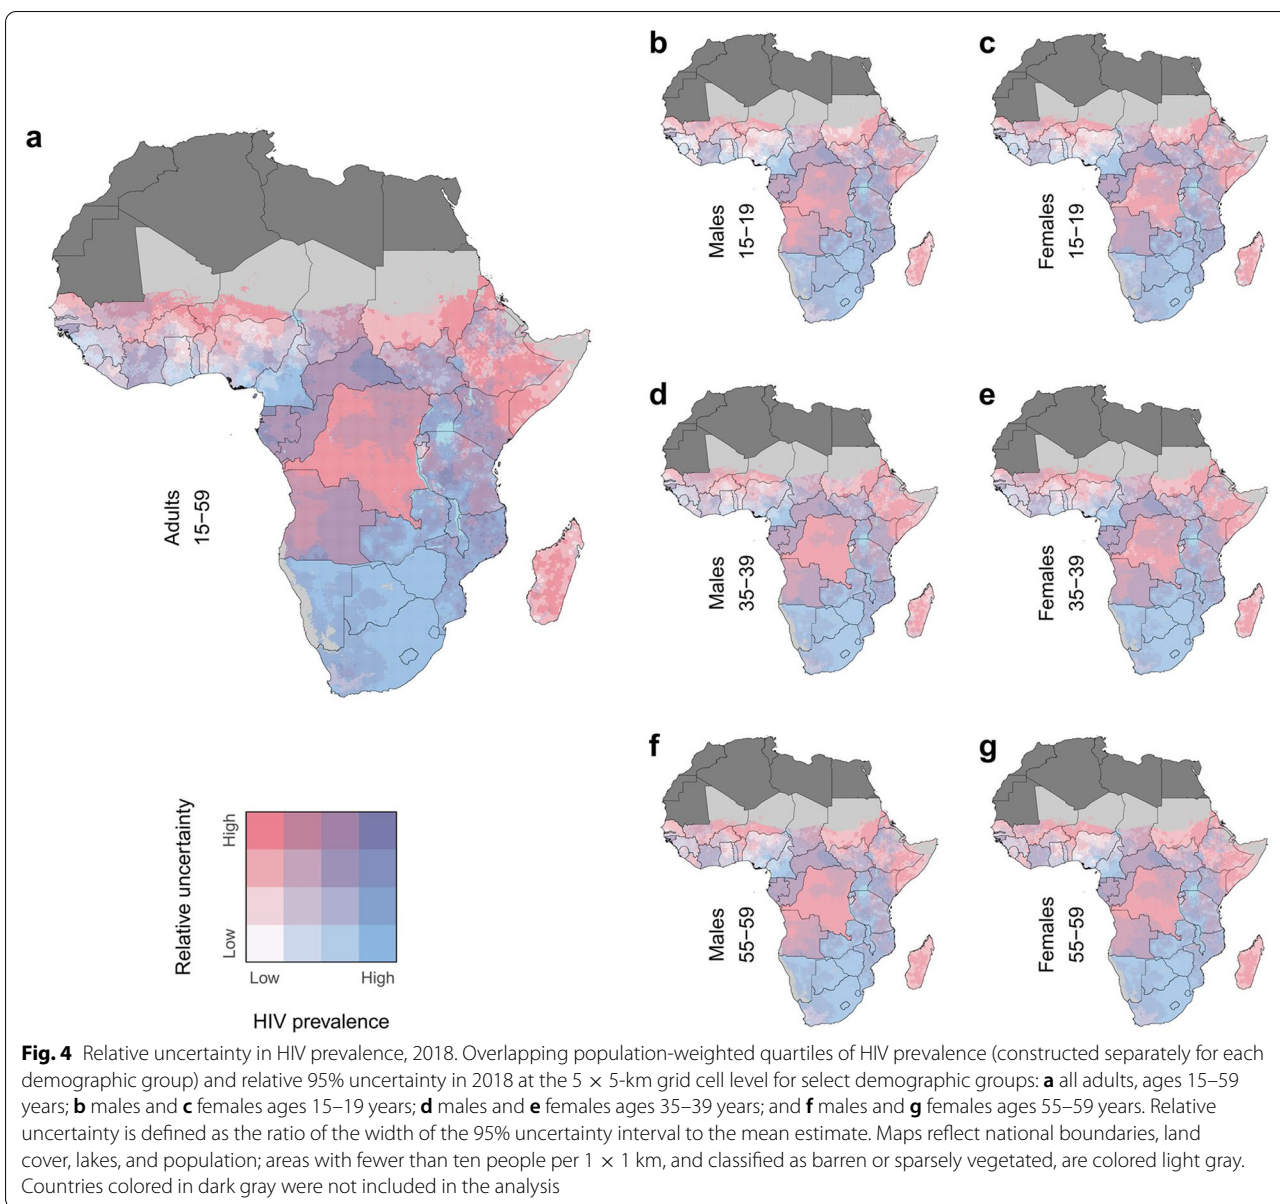 a
Adults
15–59
b
Males
15–19
c
Females
15–19
d
Males
35–39
e
Females
35–39
f
Males
55–59
g
Females
55–59
Relative uncertainty
High
Low
Low
High
HIV prevalence
Fig. 4 Relative uncertainty in HIV prevalence, 2018. Overlapping population-weighted quartiles of HIV prevalence (constructed separately for each
demographic group) and relative 95% uncertainty in 2018 at the 5 × 5-km grid cell level for select demographic groups: a all adults, ages 15–59
years; b males and c females ages 15–19 years; d males and e females ages 35–39 years; and f males and g females ages 55–59 years. Relative
uncertainty is defined as the ratio of the width of the 95% uncertainty interval to the mean estimate. Maps reflect national boundaries, land
cover, lakes, and population; areas with fewer than ten people per 1 × 1 km, and classified as barren or sparsely vegetated, are colored light gray.
Countries colored in dark gray were not included in the analysis